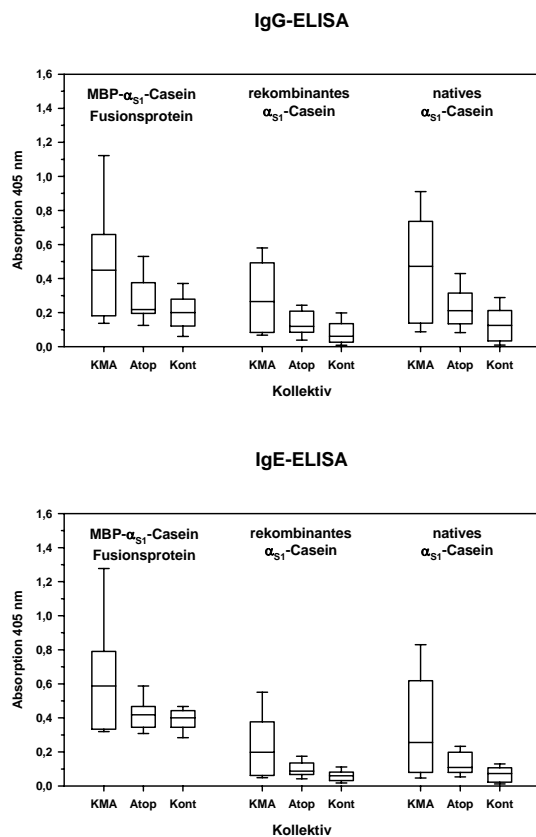 IgG-ELISA
MBP-αS1-Casein
Fusionsprotein
rekombinantes
αS1-Casein
natives
αS1-Casein
Absorption 405 nm
1,6
1,4
1,2
1,0
0,8
0,6
0,4
0,2
0,0
KMA Atop Kont KMA Atop Kont KMA Atop Kont
Kollektiv
IgE-ELISA
MBP-αS1-Casein
Fusionsprotein
rekombinantes
αS1-Casein
natives
αS1-Casein
Absorption 405 nm
1,6
1,4
1,2
1,0
0,8
0,6
0,4
0,2
0,0
KMA Atop Kont KMA Atop Kont KMA Atop Kont
Kollektiv